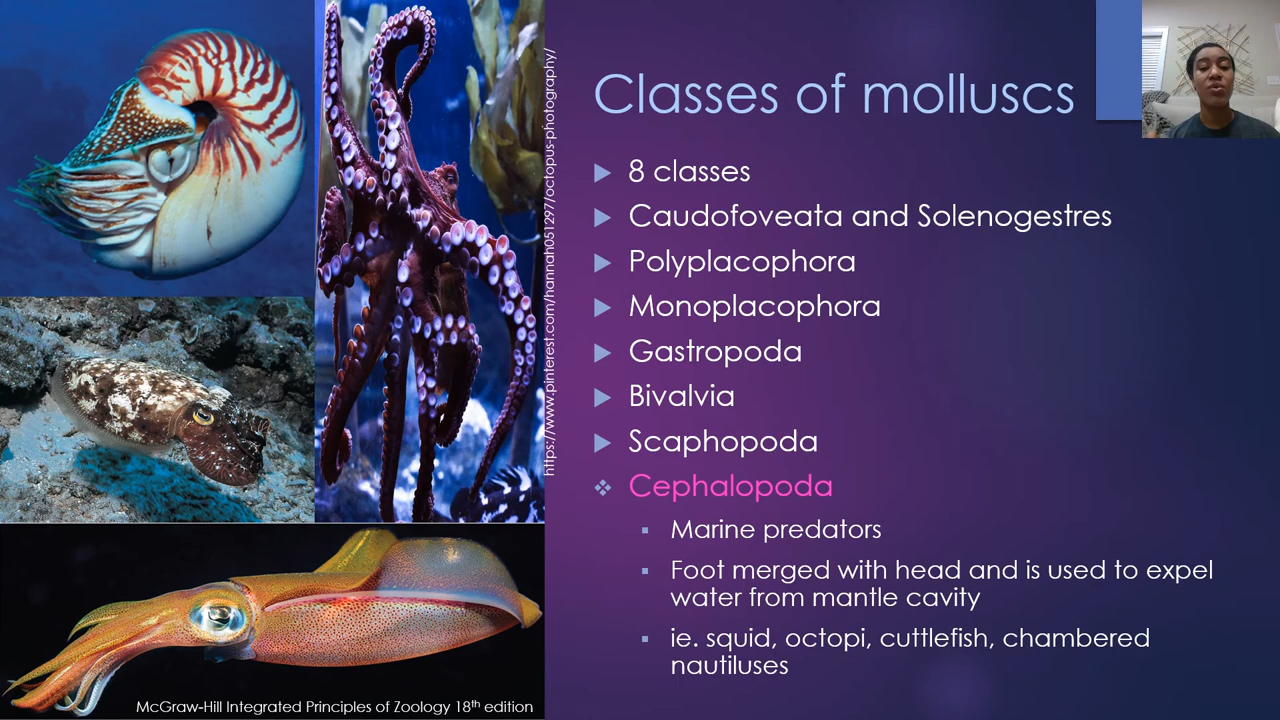 Classes of molluscs
8 classes
Caudofoveata and Solenogestres
Polyplacophora
Monoplacophora
Gastropoda
Bivalvia
Scaphopoda
Cephalopoda
Marine predators
Foot merged with head and is used to expel
water from mantle cavity
ie. squid, octopi, cuttlefish, chambered
nautiluses
https://www.pinterest.com/hannah051297/octopus-photography/
McGraw-Hill Integrated Principles of Zoology 18th edition